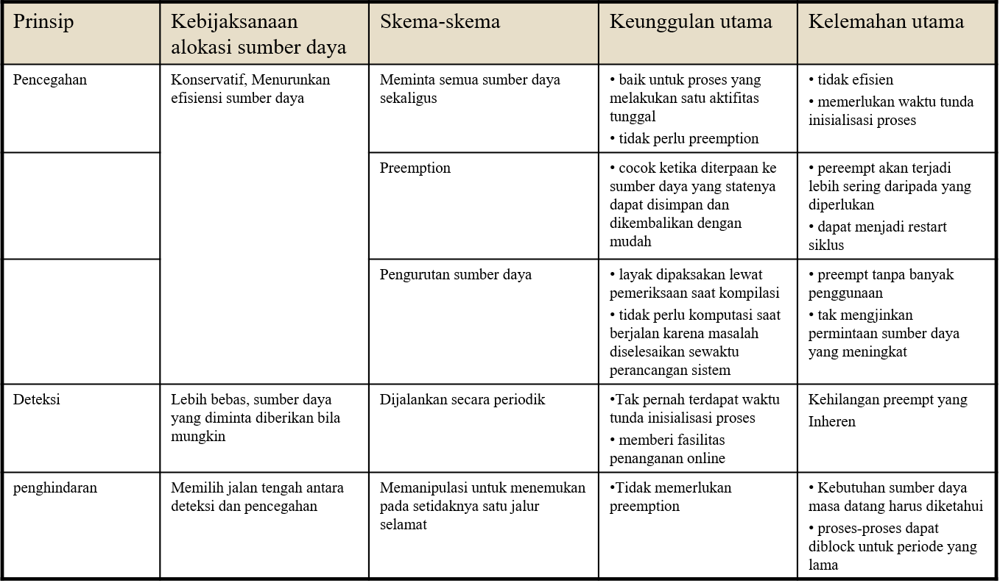 Prinsip
Kebijaksanaan
alokasi sumber daya
Skema-skema
Keunggulan utama
Kelemahan utama
Pencegahan
Konservatif, Menurunkan
efisiensi sumber daya
Meminta semua sumber daya
sekaligus
• baik untuk proses yang
melakukan satu aktifitas
tunggal
• tidak perlu preemption
• tidak efisien
• memerlukan waktu tunda
inisialisasi proses
Preemption
• cocok ketika diterpaan ke
sumber daya yang statenya
dapat disimpan dan
dikembalikan dengan
mudah
• pereempt akan terjadi
lebih sering daripada yang
diperlukan
• dapat menjadi restart
siklus
Pengurutan sumber daya
• layak dipaksakan lewat
pemeriksaan saat kompilasi
• tidak perlu komputasi saat
berjalan karena masalah
diselesaikan sewaktu
perancangan sistem
• preempt tanpa banyak
penggunaan
• tak mengjinkan
permintaan sumber daya
yang meningkat
Deteksi
Lebih bebas, sumber daya
yang diminta diberikan bila
mungkin
Dijalankan secara periodik
•Tak pernah terdapat waktu
tunda inisialisasi proses
• memberi fasilitas
penanganan online
Kehilangan preempt yang
Inheren
penghindaran
Memilih jalan tengah antara
deteksi dan pencegahan
Memanipulasi untuk menemukan
pada setidaknya satu jalur
selamat
•Tidak memerlukan
preemption
• Kebutuhan sumber daya
masa datang harus diketahui
• proses-proses dapat
diblock untuk periode yang
lama